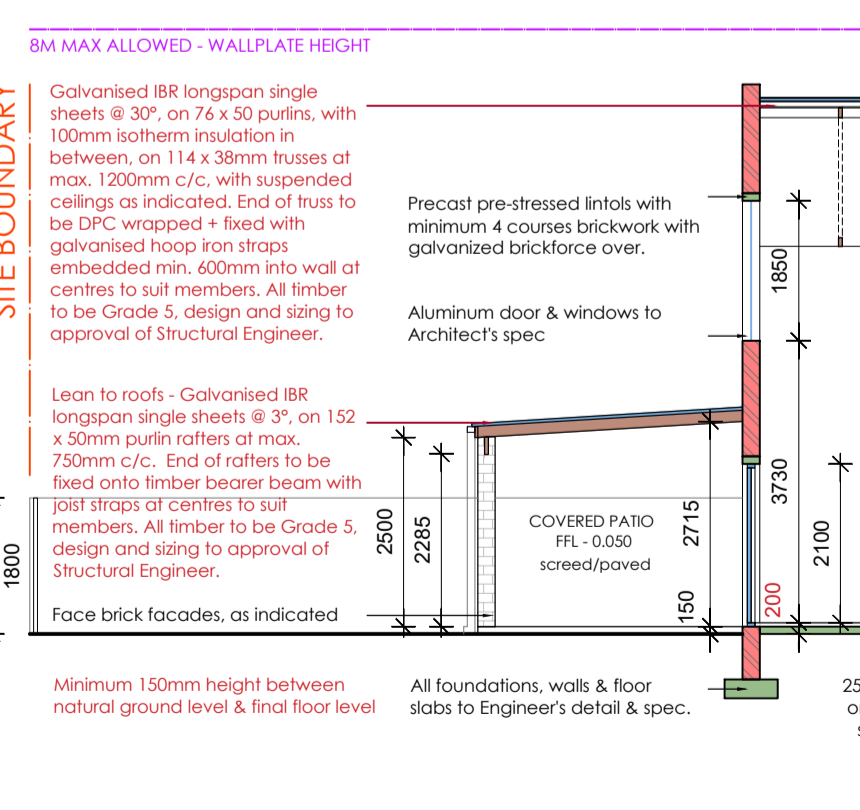 8M MAX ALLOWED - WALLPLATE HEIGHT
SITE BOUNDARY
Galvanised IBR longspan single
sheets @ 30°, on 76 x 50 purlins, with
100mm isotherm insulation in
between, on 114 x 38mm trusses at
max. 1200mm c/c, with suspended
ceilings as indicated. End of truss to
be DPC wrapped + fixed with
galvanised hoop iron straps
embedded min. 600mm into wall at
centres to suit members. All timber
to be Grade 5, design and sizing to
approval of Structural Engineer.
Precast pre-stressed lintols with
minimum 4 courses brickwork with
galvanized brickforce over.
Aluminum door & windows to
Architect's spec
1850
Lean to roofs - Galvanised IBR
longspan single sheets @ 3°, on 152
x 50mm purlin rafters at max.
750mm c/c.  End of rafters to be
fixed onto timber bearer beam with
joist straps at centres to suit
members. All timber to be Grade 5,
design and sizing to approval of
Structural Engineer.
1800
2500
2285
COVERED PATIO
FFL - 0.050
screed/paved
2715
150
3730
200
2100
Face brick facades, as indicated
Minimum 150mm height between
natural ground level & final floor level
All foundations, walls & floor
slabs to Engineer's detail & spec.
25
o
s